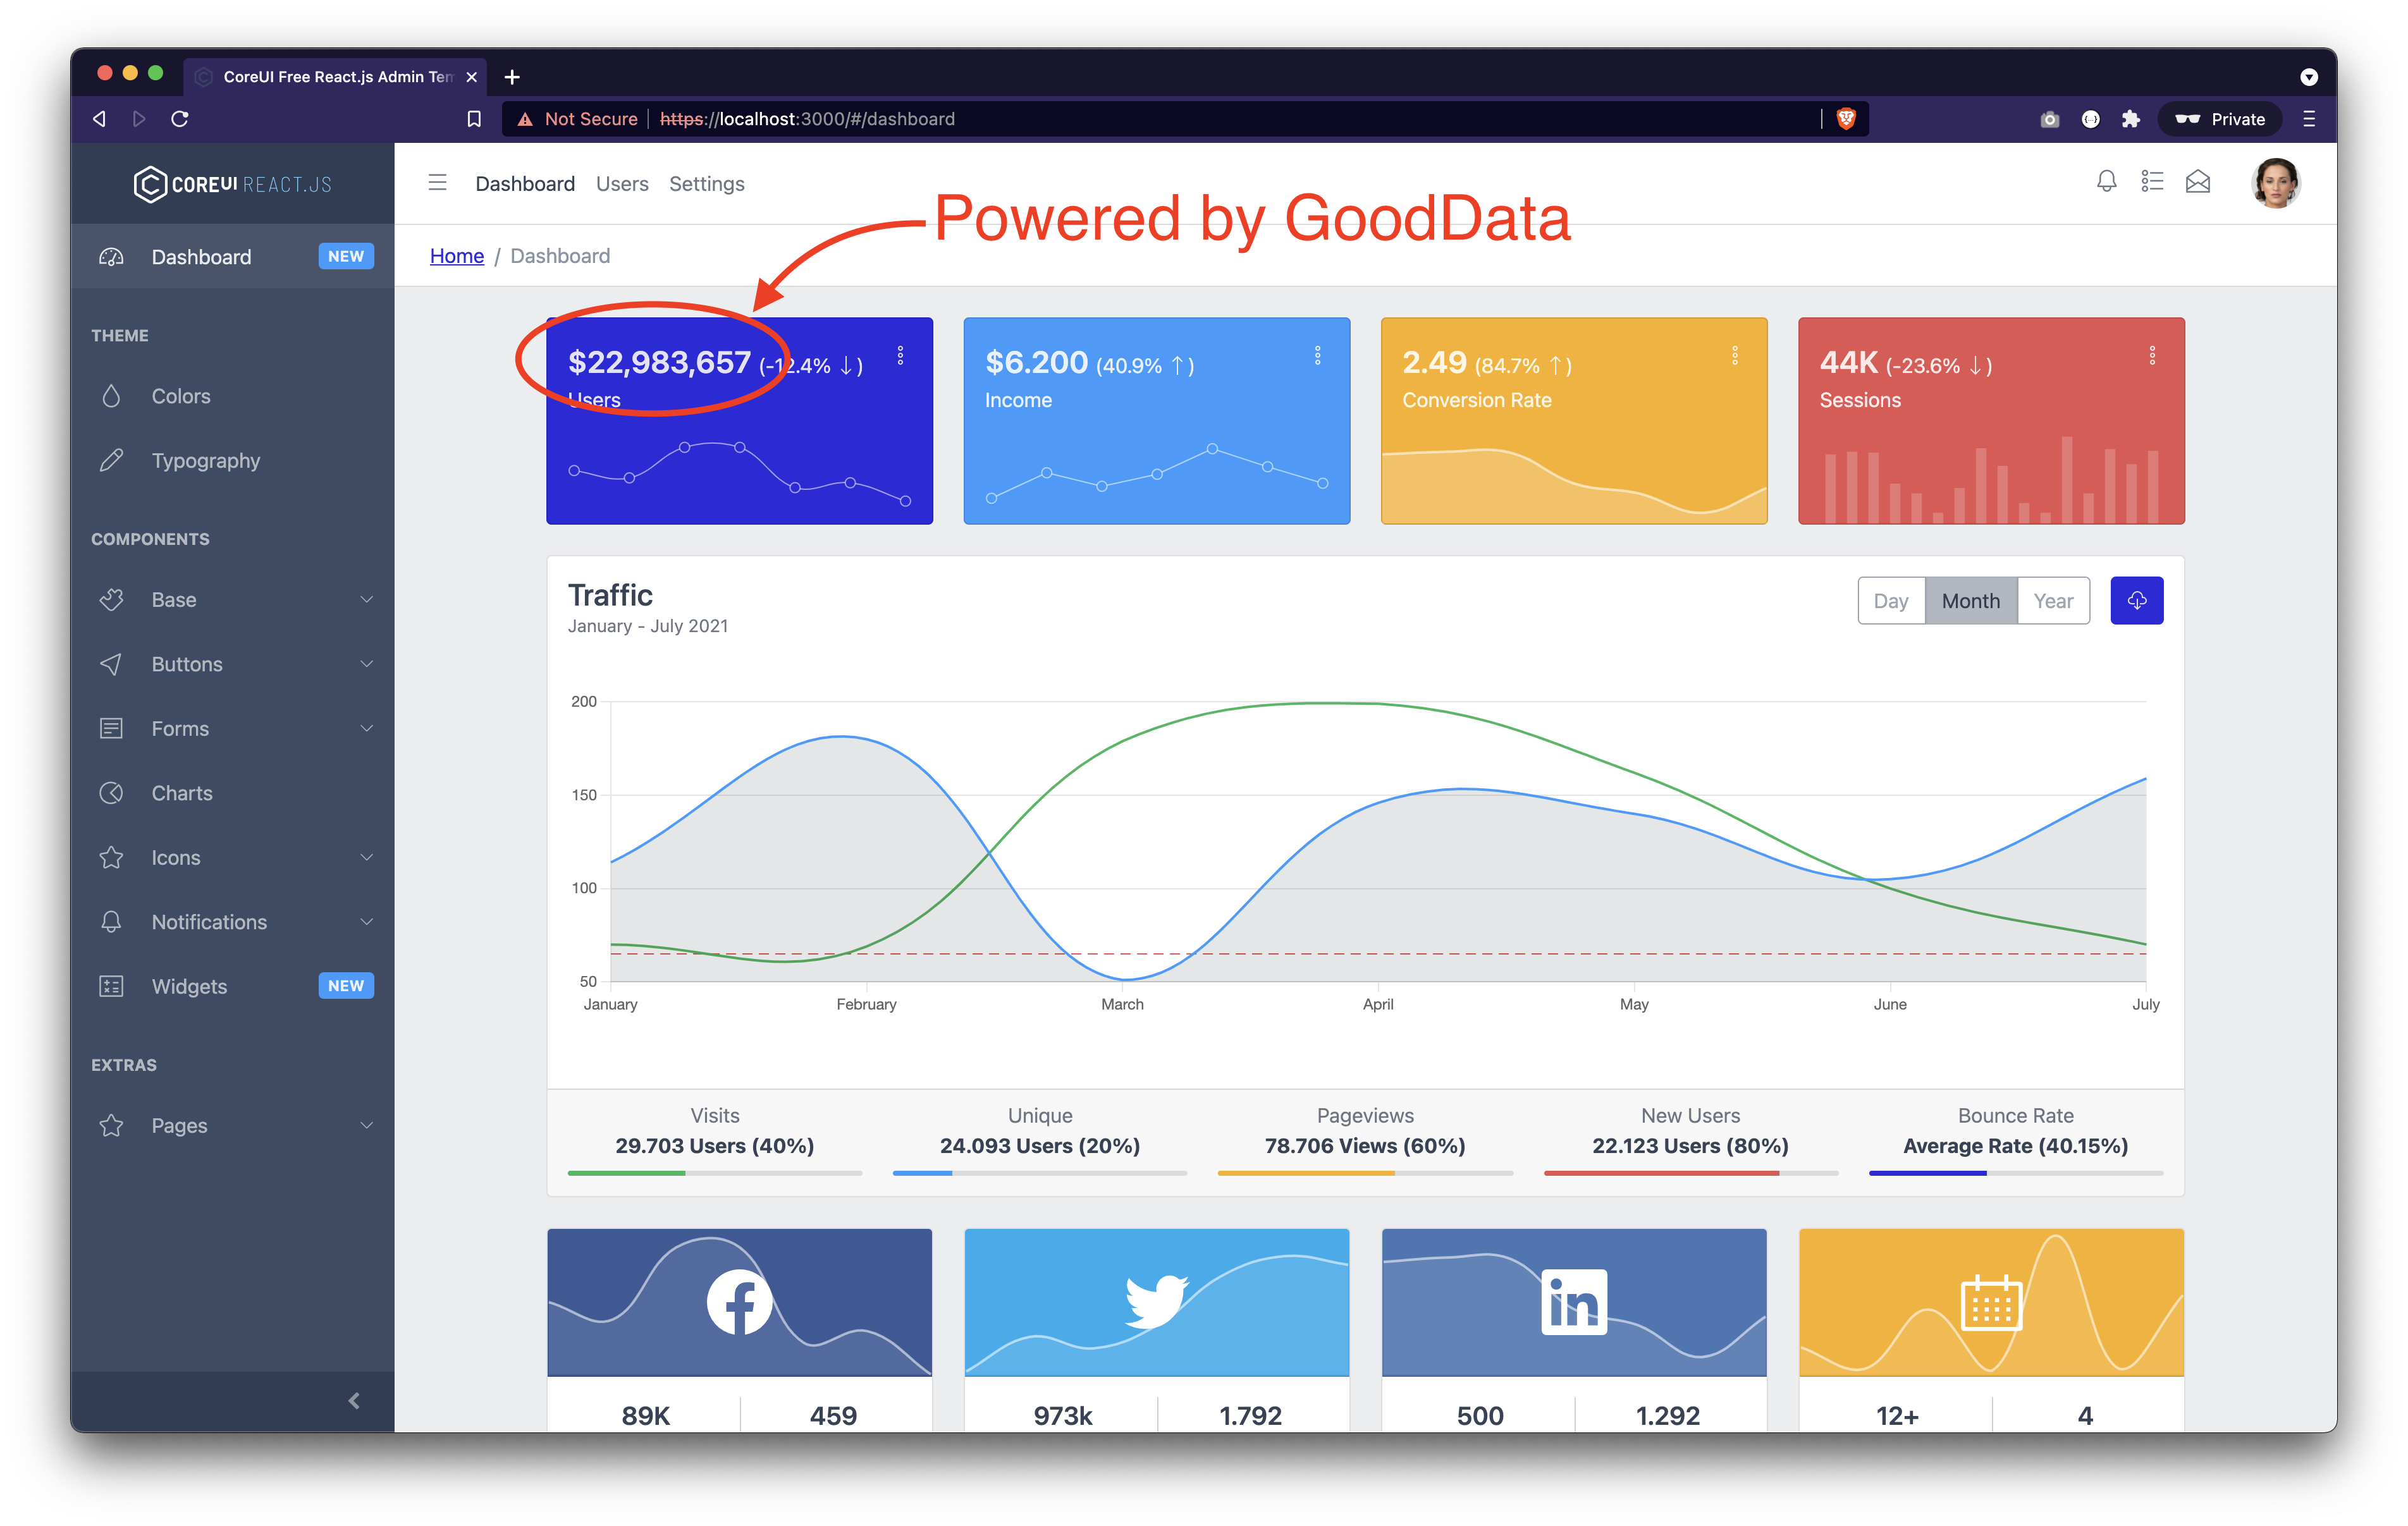 CoreUI Free React.js Admin Tem
Not Secure https://localhost:3000/#/dashboard
Private
COREUI REACT.JS
Dashboard Users Settings
Powered by GoodData
Dashboard NEW
Home / Dashboard
THEME
Colors
Typography
COMPONENTS
Base
Buttons
Forms
Charts
Icons
Notifications
Widgets NEW
EXTRAS
Pages
$22,983,657 (-12.4% ↓)
Users
$6.200 (40.9% ↑)
Income
2.49 (84.7% ↑)
Conversion Rate
44K (-23.6% ↓)
Sessions
Traffic
January - July 2021
Day Month Year
200
150
100
50
January February March April May June July
Visits
29.703 Users (40%)
Unique
24.093 Users (20%)
Pageviews
78.706 Views (60%)
New Users
22.123 Users (80%)
Bounce Rate
Average Rate (40.15%)
89K 459
973k 1.792
in
500 1.292
12+ 4